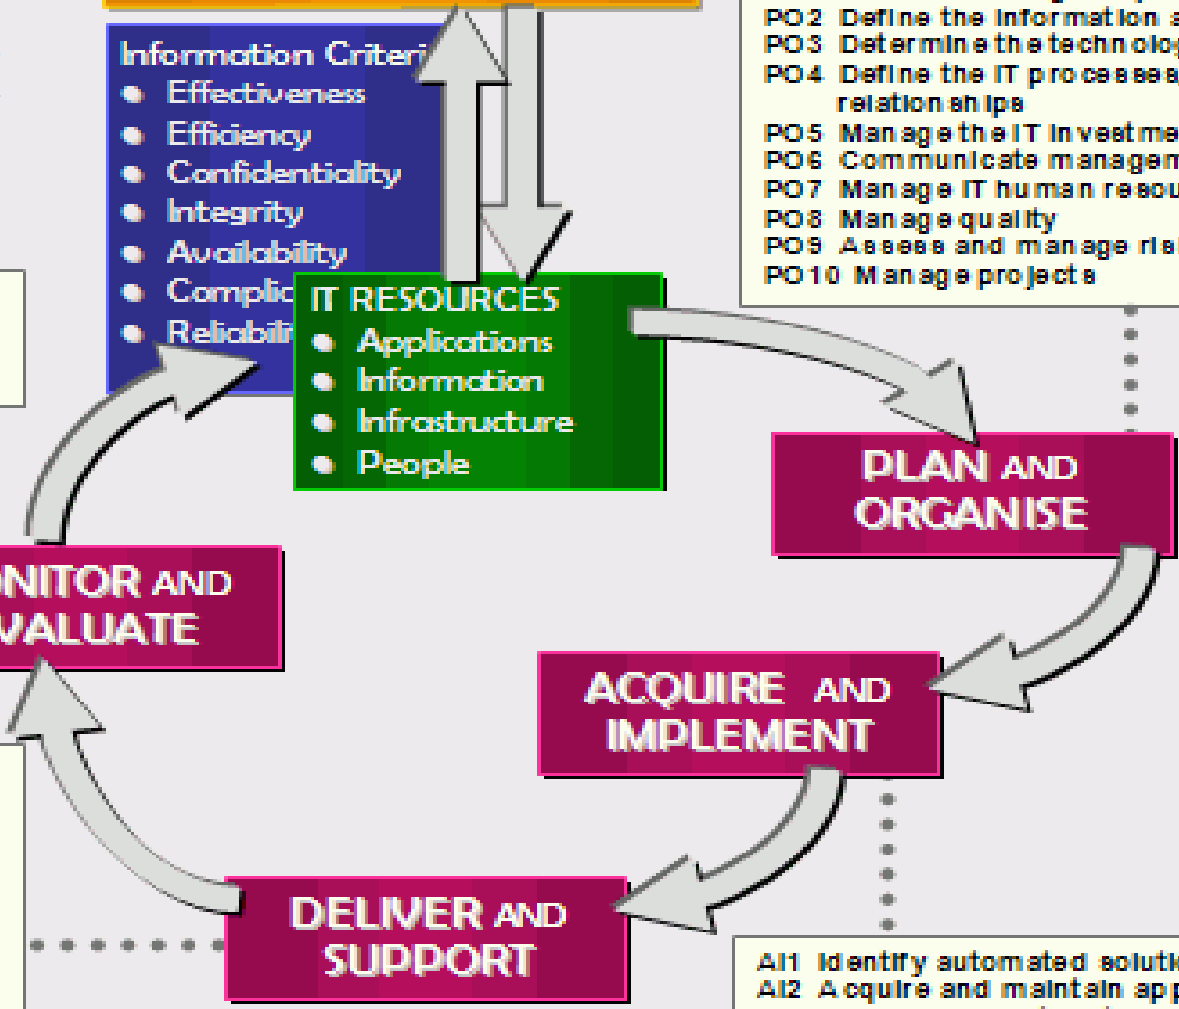 Information Criteri
Effectiveness
Efficiency
Confidentiality
Integrity
Availability
Complic
Reliabili
IT RESOURCES
Applications
Information
Infrastructure
People
PO2 Define the information a
PO3 Determine the technolog
PO4 Define the IT processes,
relationships
PO5 Manage the IT investme
PO6 Communicate managem
PO7 Manage IT human resou
PO8 Manage quality
PO9 Assess and manage ris
PO10 Manage projects
PLAN AND
ORGANISE
NITOR AND
VALUATE
ACQUIRE AND
IMPLEMENT
DELIVER AND
SUPPORT
AI1 Identify automated soluti
AI2 Acquire and maintain app